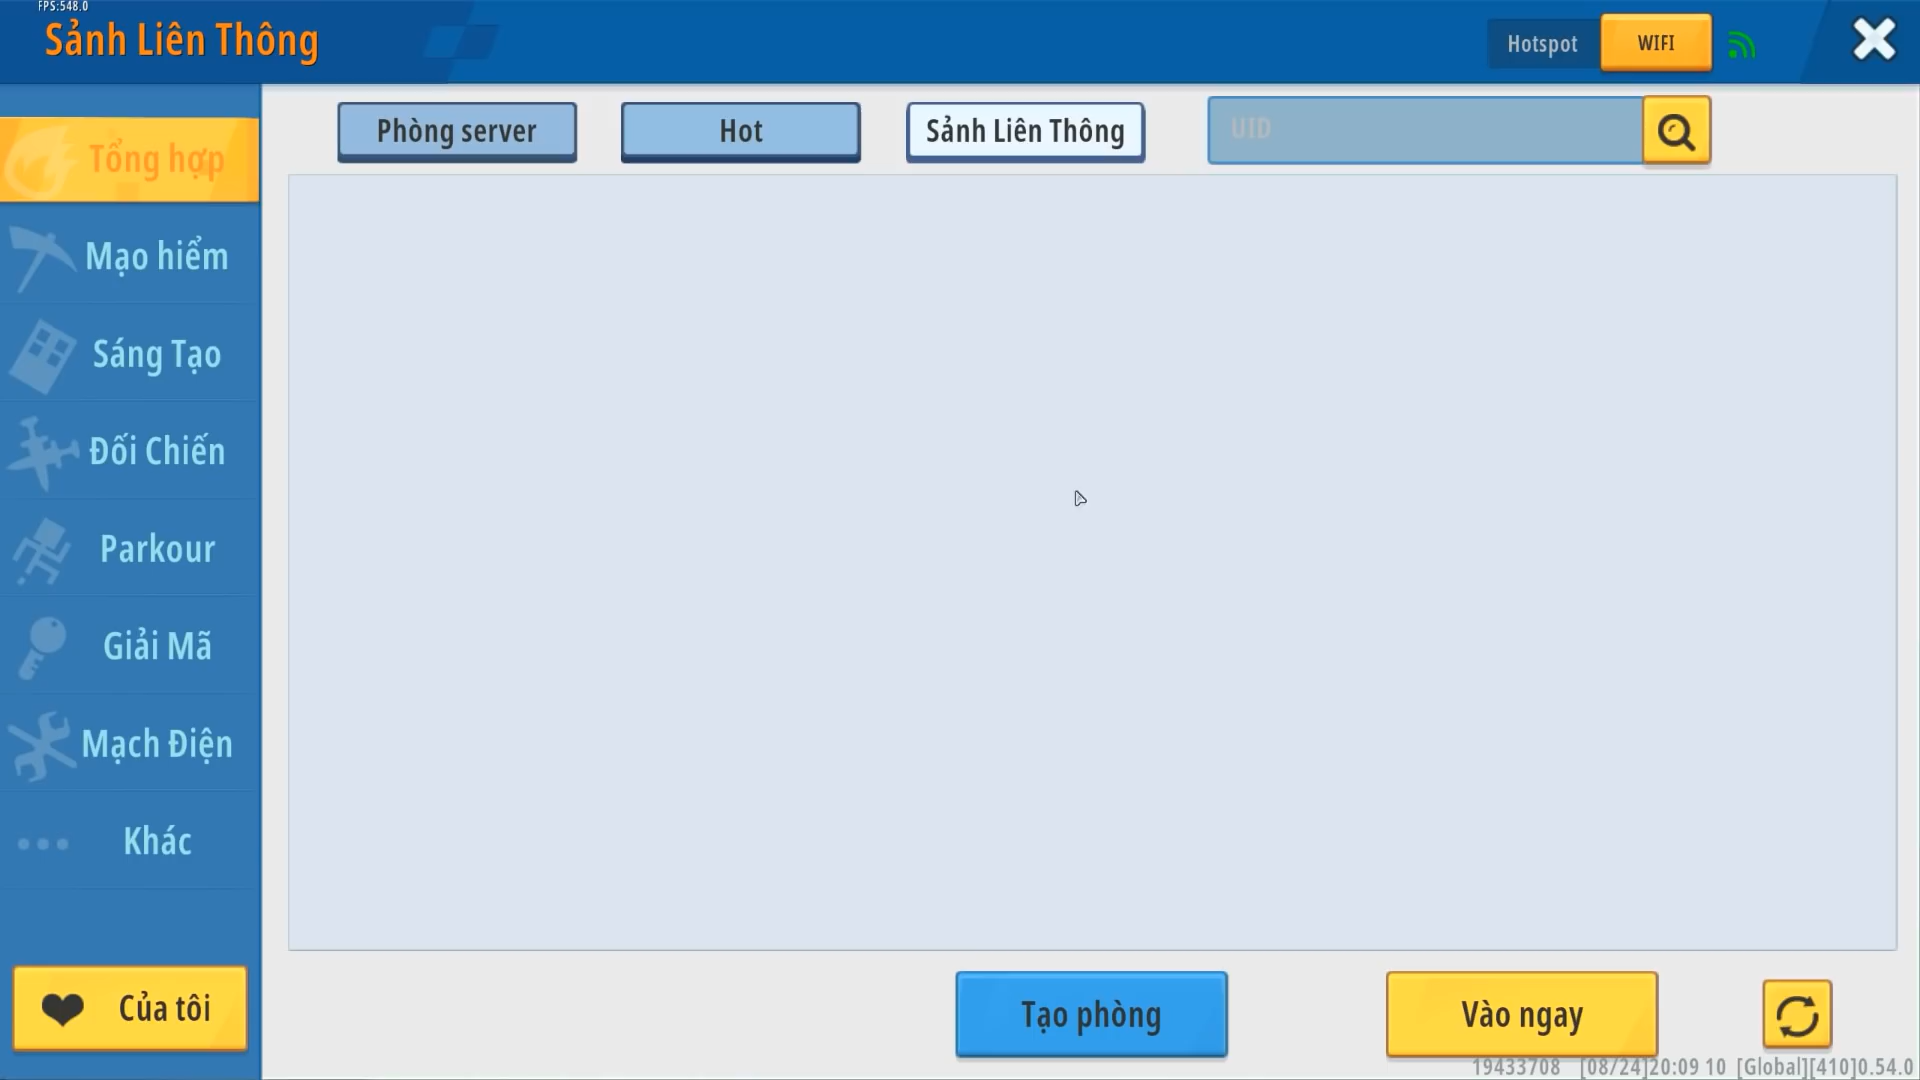 FPS:548.0
Sảnh Liên Thông
Hotspot
WIFI
Tổng hợp
Phòng server
Hot
Sảnh Liên Thông
UID
Mạo hiểm
Sáng Tạo
Đối Chiến
Parkour
Giải Mã
Mạch Điện
Khác
Của tôi
Tạo phòng
Vào ngay
19433708 [08/24]20:09 10 [Global][410]0.54.0